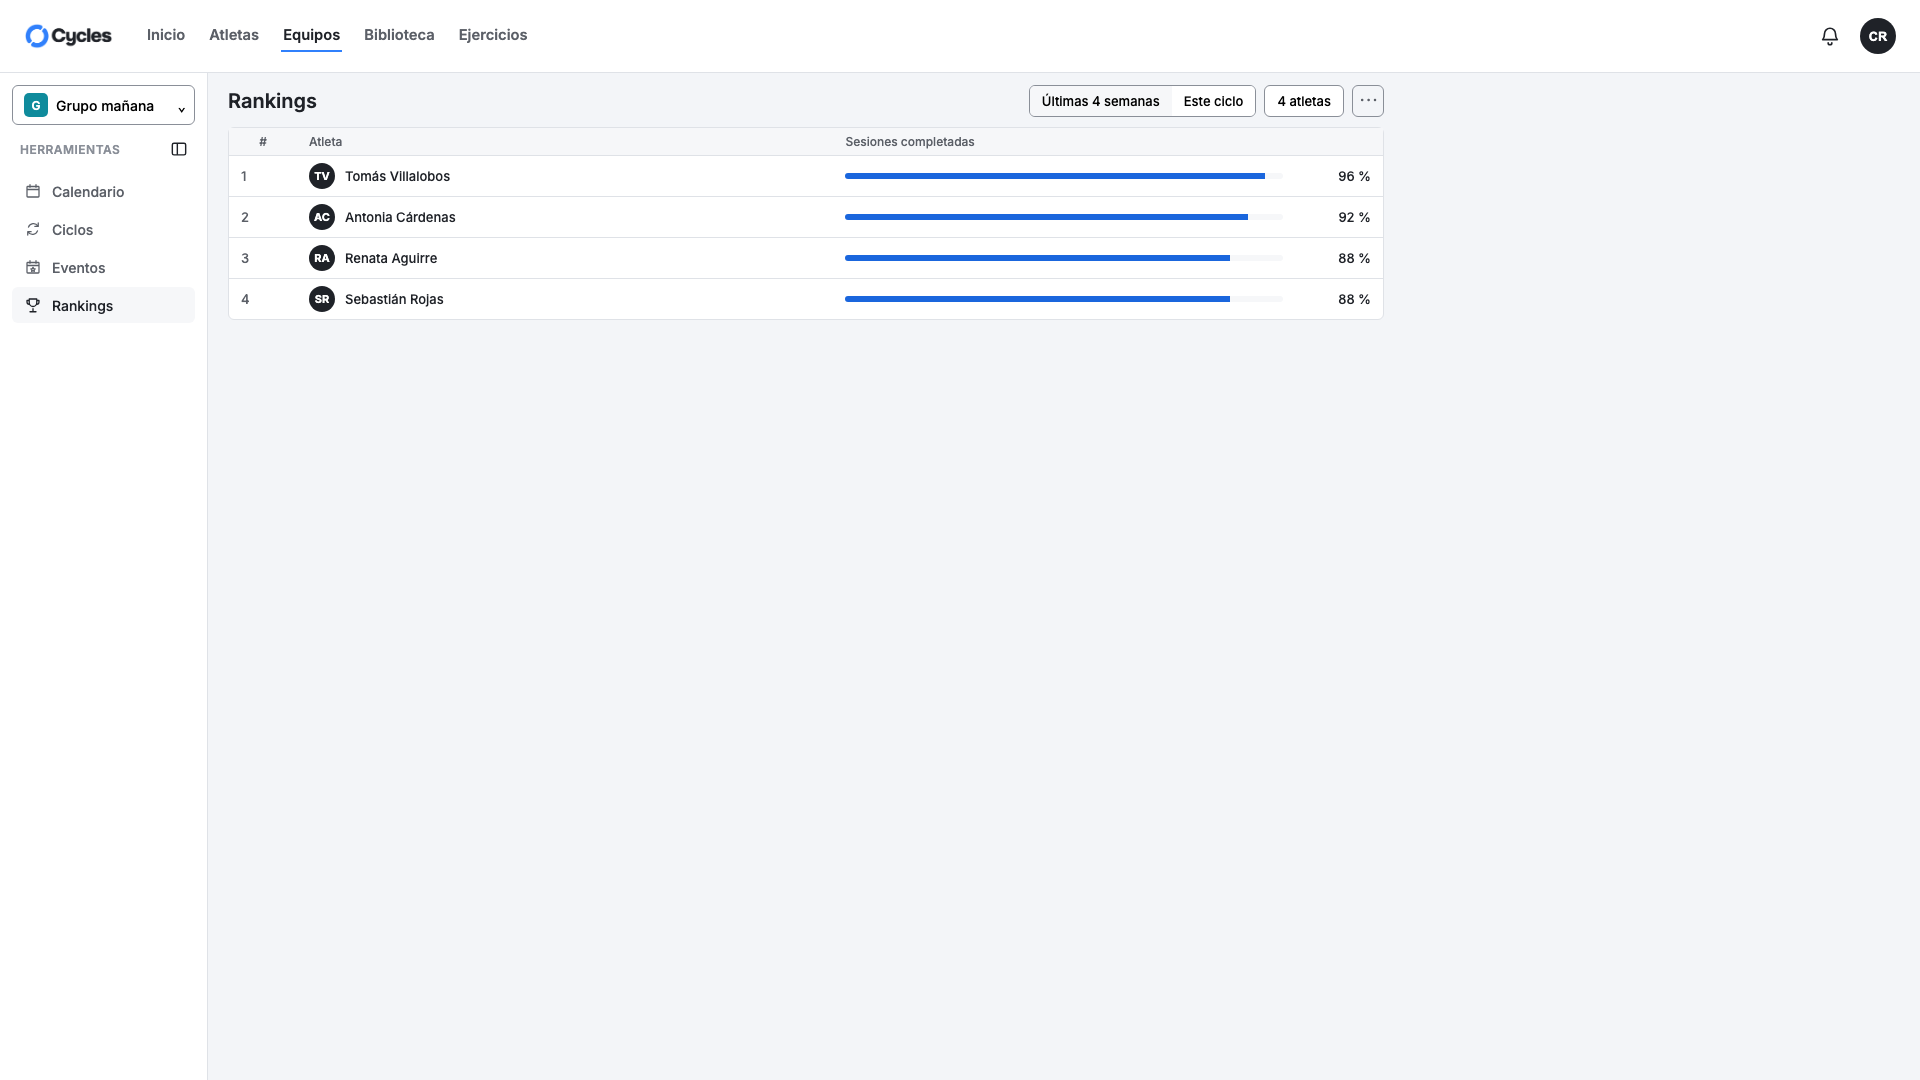 Cycles Inicio Atletas Equipos Biblioteca Ejercicios CR
G Grupo mañana
HERRAMIENTAS
Calendario
Ciclos
Eventos
Rankings
Rankings Últimas 4 semanas Este ciclo 4 atletas ...
# Atleta Sesiones completadas
1 TV Tomás Villalobos 96 %
2 AC Antonia Cárdenas 92 %
3 RA Renata Aguirre 88 %
4 SR Sebastián Rojas 88 %